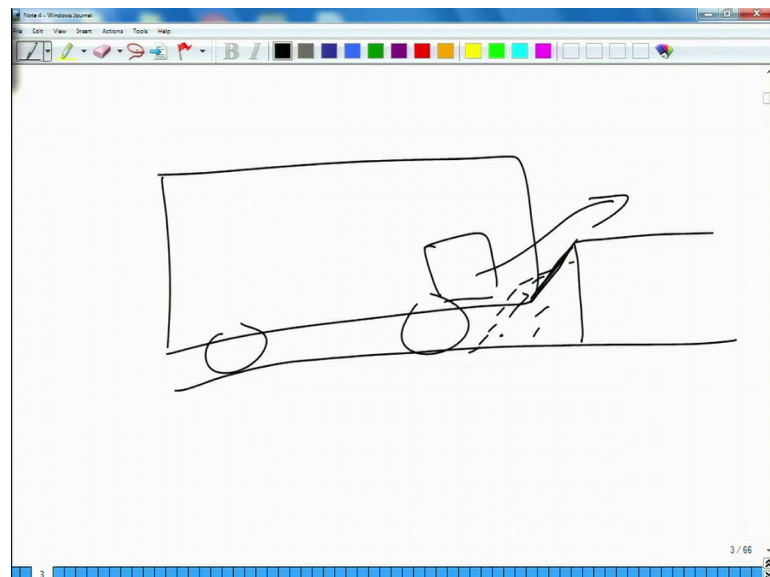 Note 4 - Windows Journal
File Edit View Insert Actions Tools Help
B I
3 / 66
3